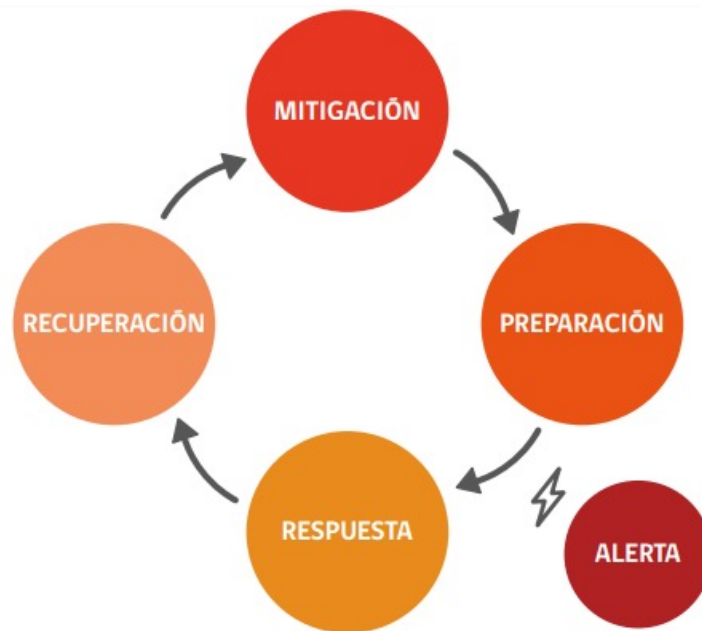 MITIGACIÓN
PREPARACIÓN
RESPUESTA
RECUPERACIÓN
ALERTA